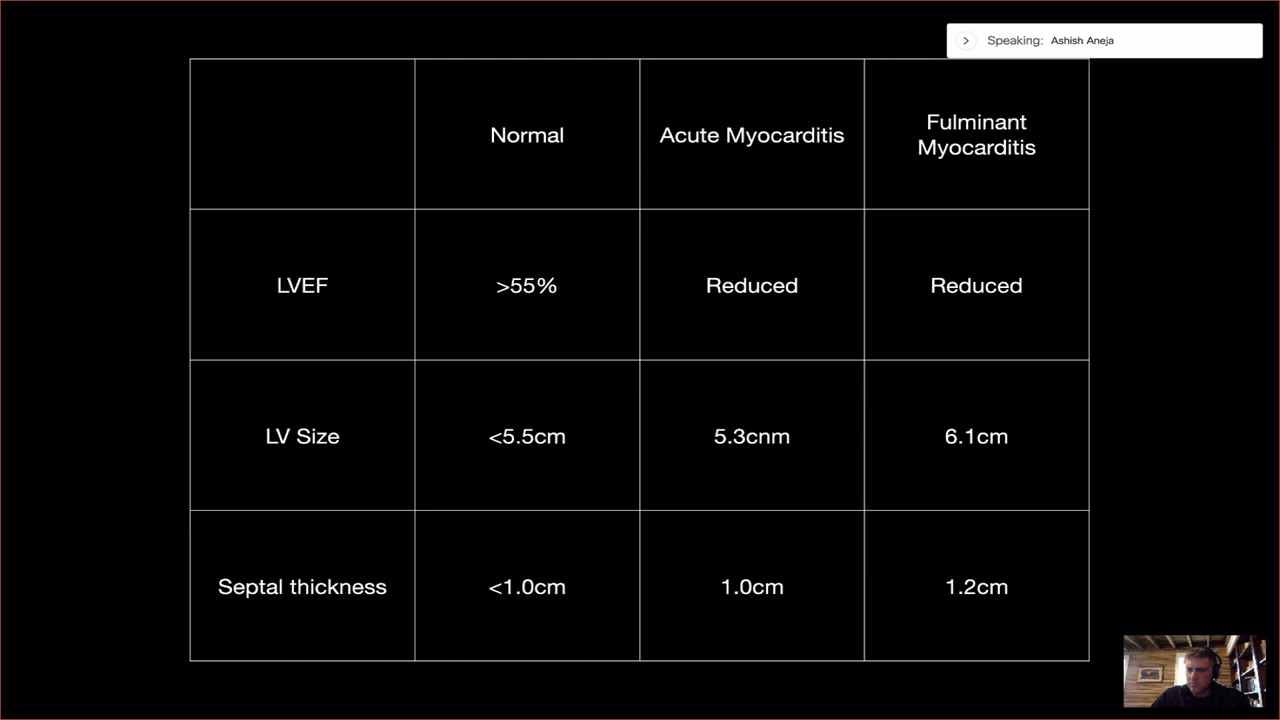 Speaking: Ashish Aneja
Normal
Acute Myocarditis
Fulminant
Myocarditis
LVEF
>55%
Reduced
Reduced
LV Size
<5.5cm
5.3cnm
6.1cm
Septal thickness
<1.0cm
1.0cm
1.2cm